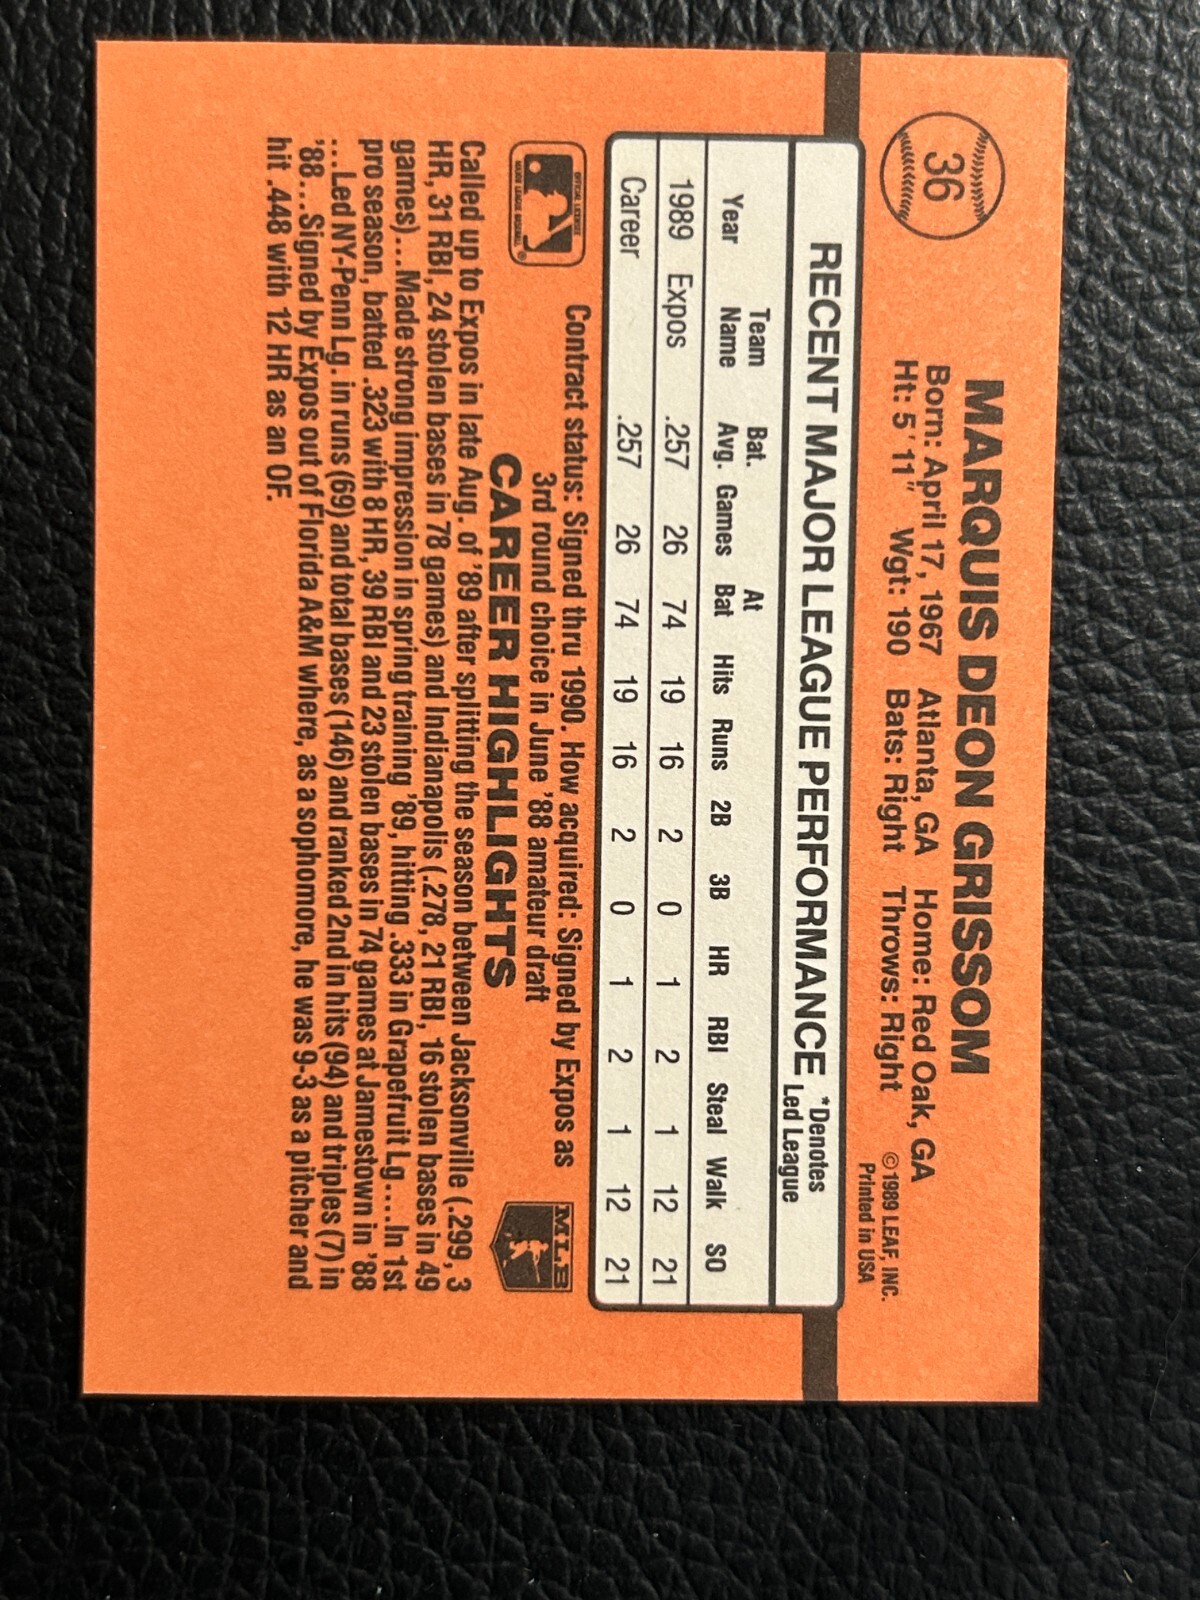 36
MARQUIS DEON GRISSOM
Born: April 17, 1967 Atlanta, GA Home: Red Oak, GA
Ht: 5'11" Wgt: 190 Bats: Right Throws: Right
©1989 LEAF, INC.
Printed in USA
RECENT MAJOR LEAGUE PERFORMANCE *Denotes Led League
Year Team Name Bat. Avg. Games At Bat Hits Runs 2B 3B HR RBI Steal Walk SO
1989 Expos .257 26 74 19 16 2 0 1 2 1 12 21
Career .257 26 74 19 16 2 0 1 2 1 12 21
OFFICIAL LICENSEE
MAJOR LEAGUE BASEBALL
®
Contract status: Signed thru 1990. How acquired: Signed by Expos as
3rd round choice in June '88 amateur draft
MLB
CAREER HIGHLIGHTS
Called up to Expos in late Aug. of '89 after splitting the season between Jacksonville (.299, 3
HR, 31 RBI, 24 stolen bases in 78 games) and Indianapolis (.278, 21 RBI, 16 stolen bases in 49
games)...Made strong impression in spring training '89, hitting .333 in Grapefruit Lg....In 1st
pro season, batted .323 with 8 HR, 39 RBI and 23 stolen bases in 74 games at Jamestown in '88
...Led NY-Penn Lg. in runs (69) and total bases (146) and ranked 2nd in hits (94) and triples (7) in
'88...Signed by Expos out of Florida A&M where, as a sophomore, he was 9-3 as a pitcher and
hit .448 with 12 HR as an OF.